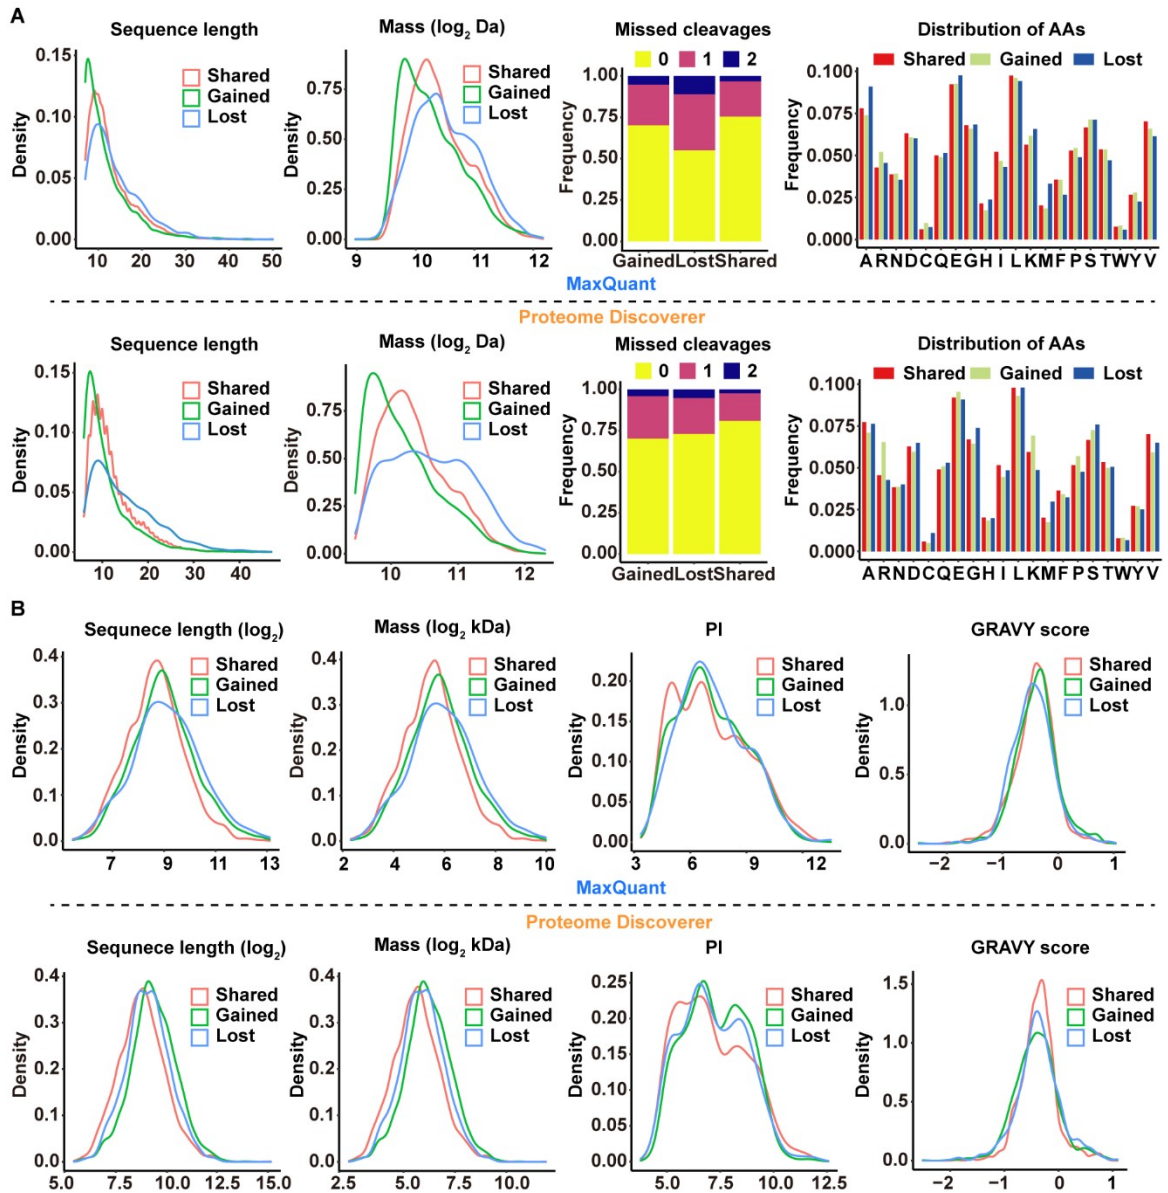 A
Sequence length
Mass (log2 Da)
Missed cleavages
Distribution of AAs
0 1 2
Shared
Gained
Lost
Shared
Gained
Lost
Shared Gained Lost
Density
0.15
0.10
0.05
0.00
10 20 30 40 50
Density
0.75
0.50
0.25
0.00
9 10 11 12
Frequency
1.00
0.75
0.50
0.25
0.00
Gained Lost Shared
Frequency
0.100
0.075
0.050
0.025
0.000
A R N D C Q E G H I L K M F P S T W Y V
MaxQuant
Proteome Discoverer
Sequence length
Mass (log2 Da)
Missed cleavages
Distribution of AAs
0 1 2
Shared
Gained
Lost
Shared
Gained
Lost
Shared Gained Lost
Density
0.15
0.10
0.05
0.00
10 20 30 40
Density
0.75
0.50
0.25
0.00
10 11 12
Frequency
1.00
0.75
0.50
0.25
0.00
Gained Lost Shared
Frequency
0.100
0.075
0.050
0.025
0.000
A R N D C Q E G H I L K M F P S T W Y V
B
Sequnece length (log2)
Mass (log2 kDa)
PI
GRAVY score
Shared
Gained
Lost
Shared
Gained
Lost
Shared
Gained
Lost
Shared
Gained
Lost
Density
0.4
0.3
0.2
0.1
0.0
7 9 11 13
Density
0.4
0.3
0.2
0.1
0.0
2 4 6 8 10
Density
0.20
0.15
0.10
0.05
0.00
3 6 9 12
Density
1.0
0.5
0.0
−2 −1 0 1
MaxQuant
Proteome Discoverer
Sequnece length (log2)
Mass (log2 kDa)
PI
GRAVY score
Shared
Gained
Lost
Shared
Gained
Lost
Shared
Gained
Lost
Shared
Gained
Lost
Density
0.4
0.3
0.2
0.1
0.0
5.0 7.5 10.0 15.0
Density
0.4
0.3
0.2
0.1
0.0
2.5 5.0 7.5 10.0
Density
0.25
0.20
0.15
0.10
0.05
0.00
5.0 7.5 10.0 12.5
Density
1.5
1.0
0.5
0.0
−2 −1 0 1